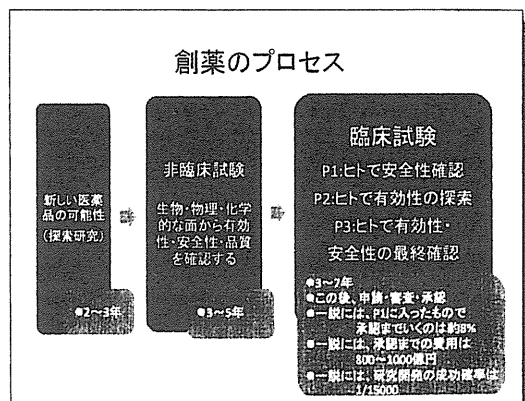 創薬のプロセス
新しい医薬
品の可能性
(探索研究)
●2～3年
非臨床試験
生物・物理・化学
的な面から有効
性・安全性・品質
を確認する
●3～5年
臨床試験
P1:ヒトで安全性確認
P2:ヒトで有効性の探索
P3:ヒトで有効性・
安全性の最終確認
●3～7年
●この後、申請・審査・承認
●一説には、P1に入ったもので
承認までいくのは約8%
●一説には、承認までの費用は
800～1000億円
●一説には、研究開発の成功確率は
1/15000